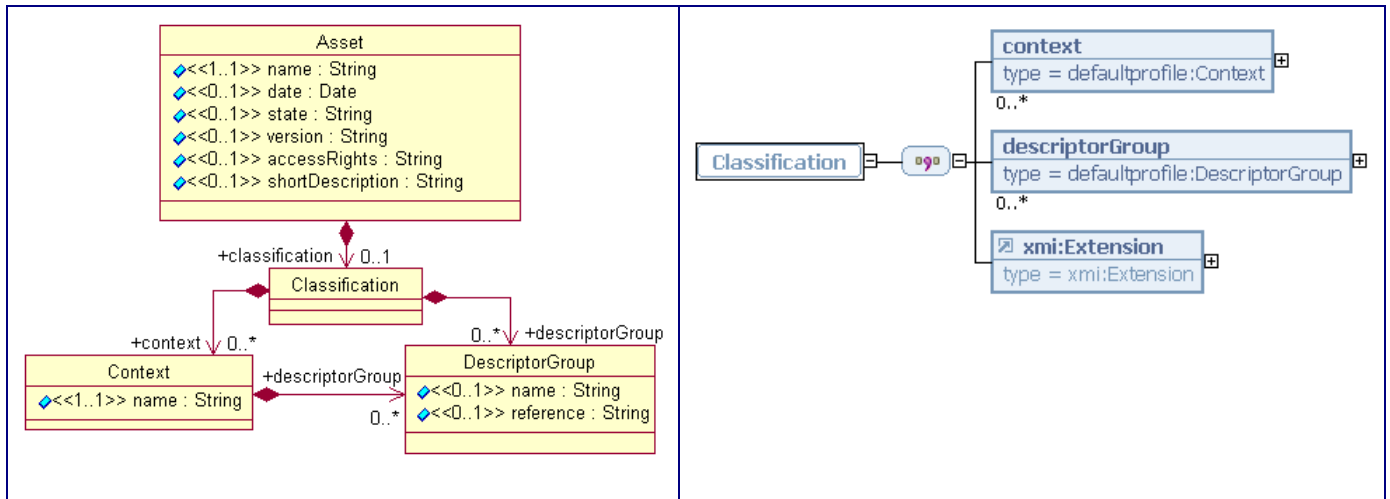 Asset
<<1..1>> name : String
<<0..1>> date : Date
<<0..1>> state : String
<<0..1>> version : String
<<0..1>> accessRights : String
<<0..1>> shortDescription : String
+classification
0..1
Classification
+context
0..*
0..*
+descriptorGroup
Context
<<1..1>> name : String
+descriptorGroup
0..*
DescriptorGroup
<<0..1>> name : String
<<0..1>> reference : String
Classification
context
type = defaultprofile:Context
0..*
descriptorGroup
type = defaultprofile:DescriptorGroup
0..*
xmi:Extension
type = xmi:Extension